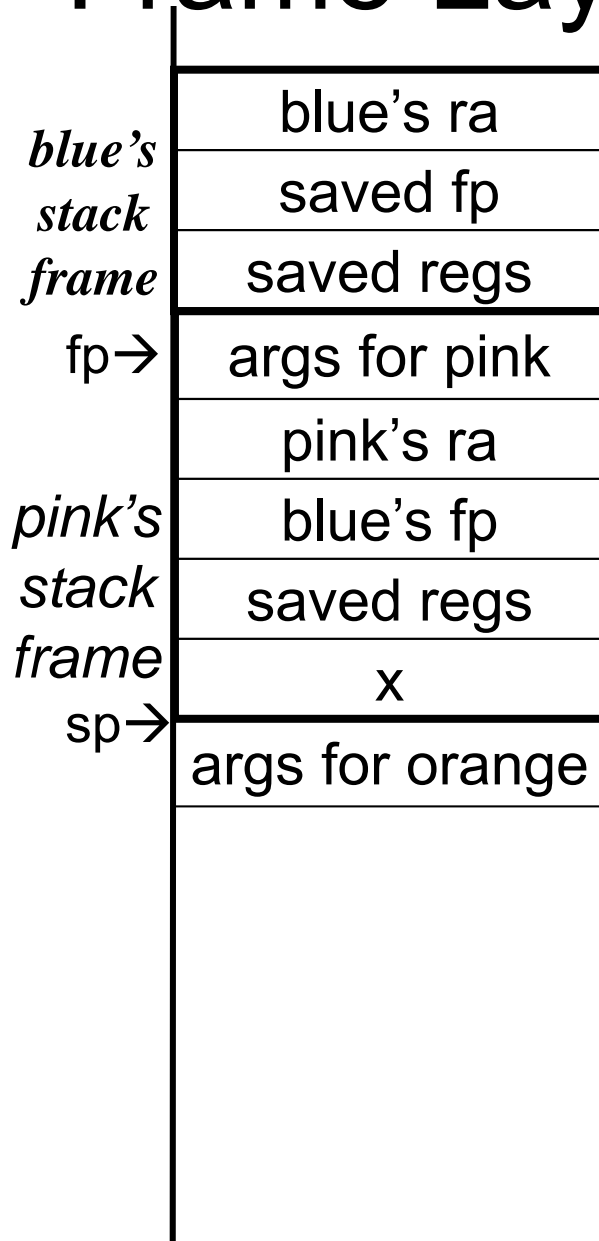 blue's ra
blue's
stack
frame
saved fp
saved regs
fp→
args for pink
pink's ra
pink's
stack
frame
blue's fp
saved regs
x
sp→
args for orange